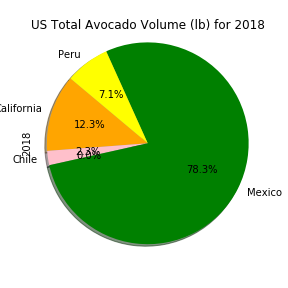 US Total Avocado Volume (lb) for 2018
Peru
7.1%
California
12.3%
2018
Chile
2.3%
0.0%
78.3%
Mexico